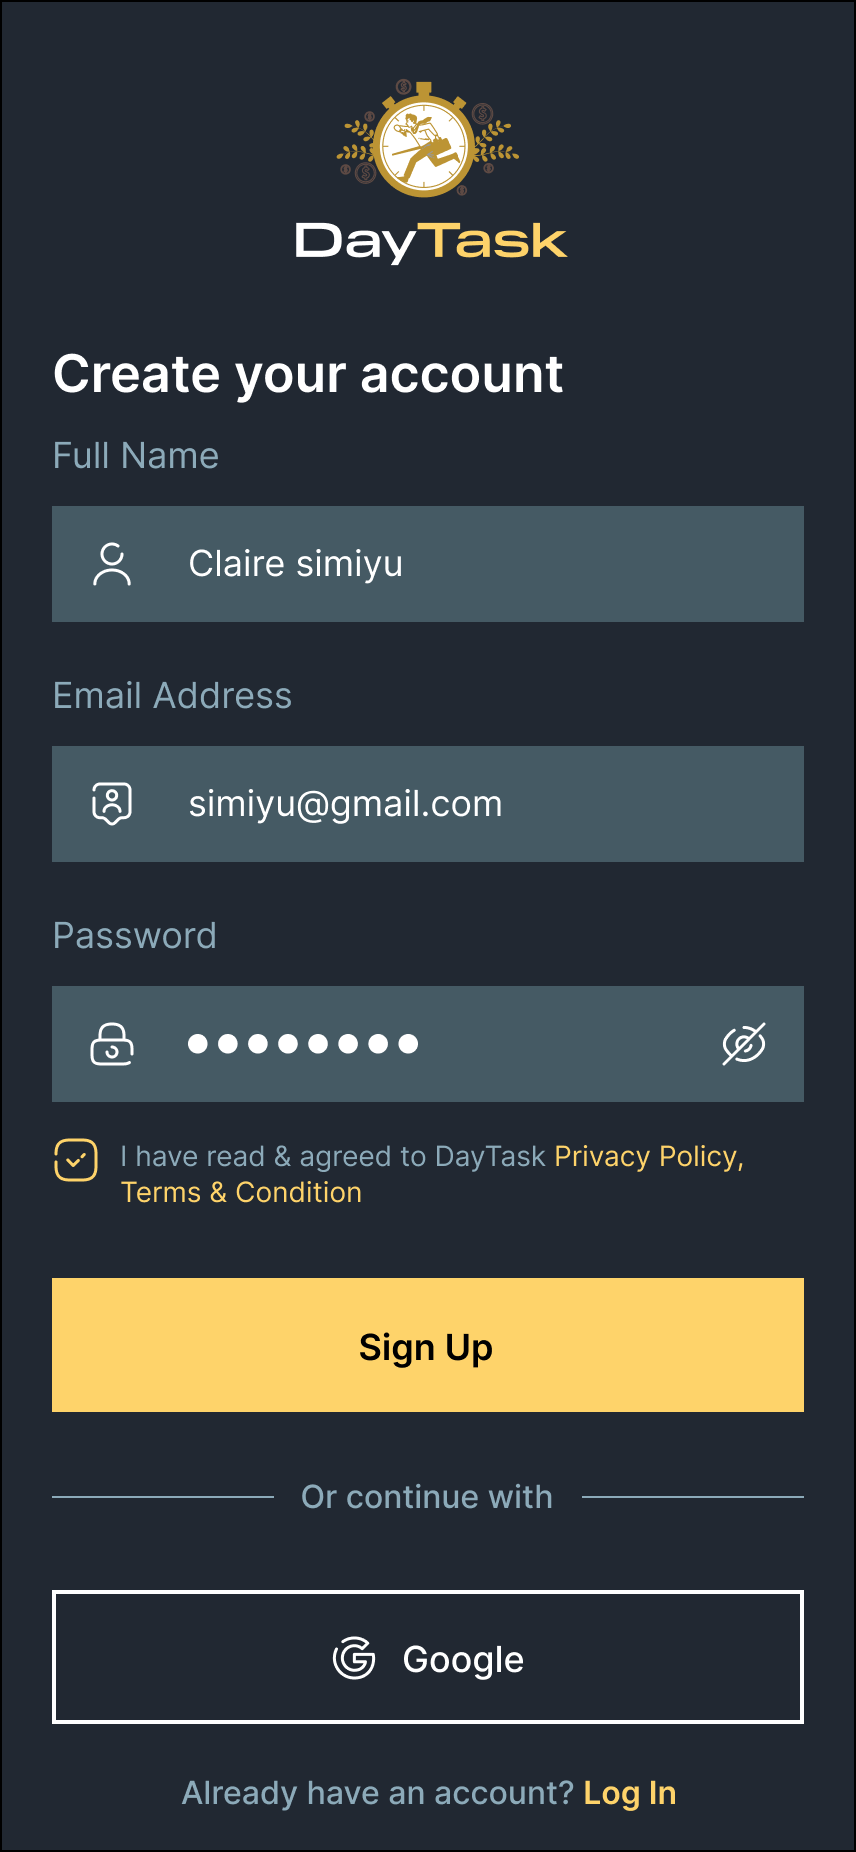 DayTask
Create your account
Full Name
Claire simiyu
Email Address
simiyu@gmail.com
Password
I have read & agreed to DayTask Privacy Policy,
Terms & Condition
Sign Up
Or continue with
Google
Already have an account? Log In